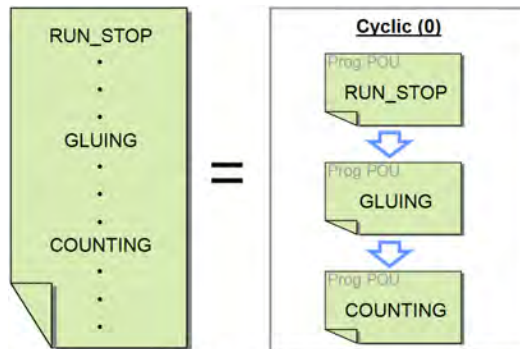 RUN_STOP
GLUING
COUNTING
=
Cyclic (0)
Prog POU
RUN_STOP
Prog POU
GLUING
Prog POU
COUNTING